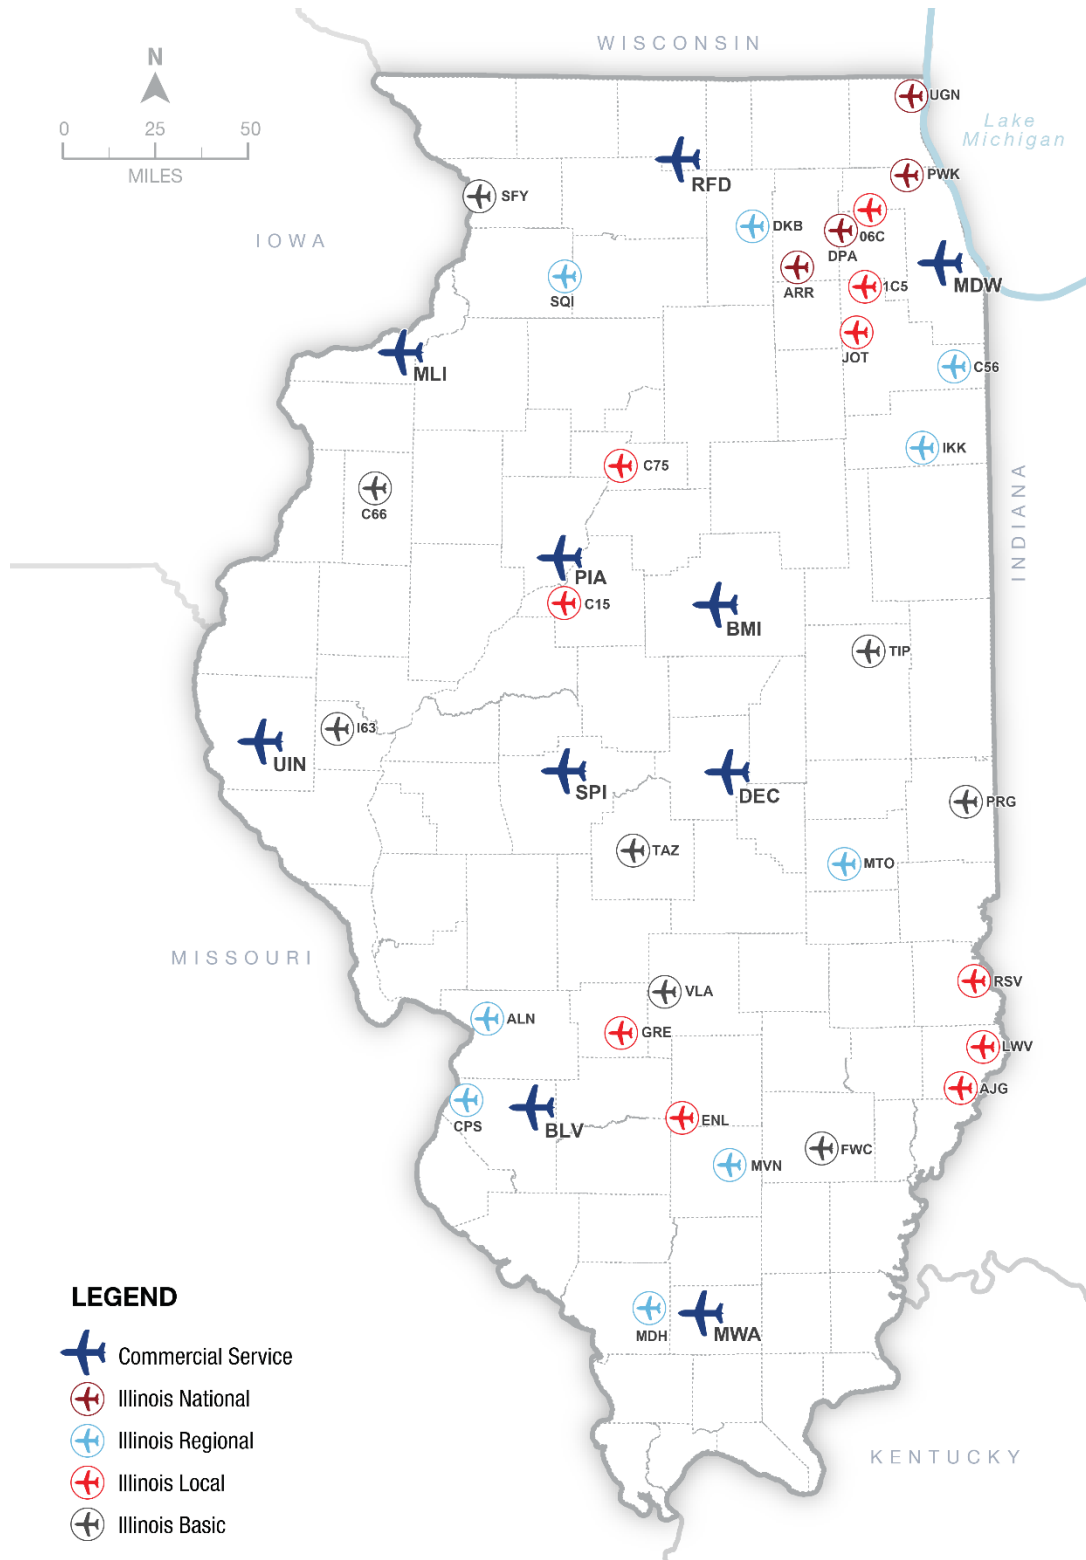 WISCONSIN
N
0 25 50
MILES
Lake
Michigan
UGN
PWK
RFD
SFY
DKB
06C
DPA
IOWA
MDW
ARR
1C5
SQI
JOT
C56
MLI
IKK
C75
INDIANA
C66
PIA
C15
BMI
TIP
I63
UIN
SPI
DEC
PRG
TAZ
MTO
MISSOURI
RSV
VLA
ALN
GRE
LWV
AJG
CPS
BLV
ENL
FWC
MVN
MDH
MWA
LEGEND
Commercial Service
Illinois National
Illinois Regional
Illinois Local
Illinois Basic
KENTUCKY